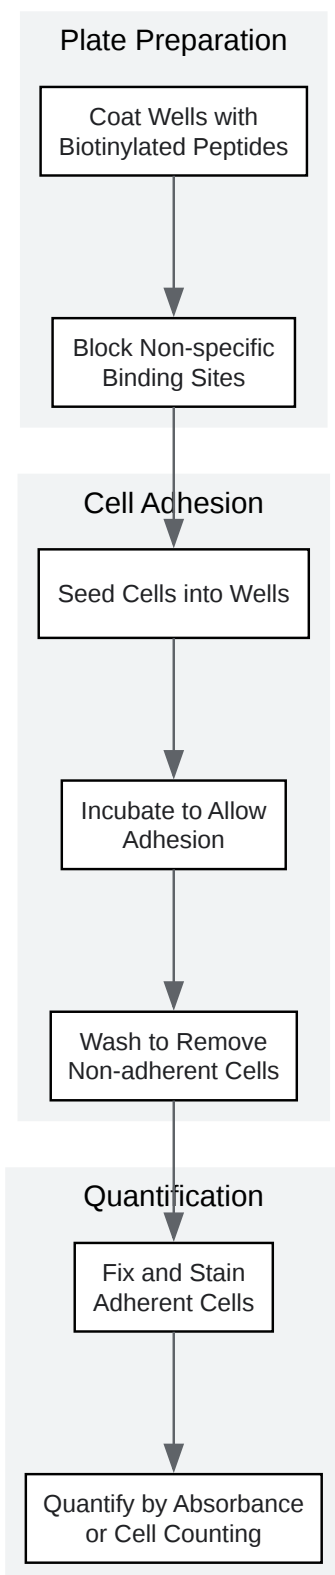 Plate Preparation
Coat Wells with
Biotinylated Peptides
Block Non-specific
Binding Sites
Cell Adhesion
Seed Cells into Wells
Incubate to Allow
Adhesion
Wash to Remove
Non-adherent Cells
Quantification
Fix and Stain
Adherent Cells
Quantify by Absorbance
or Cell Counting